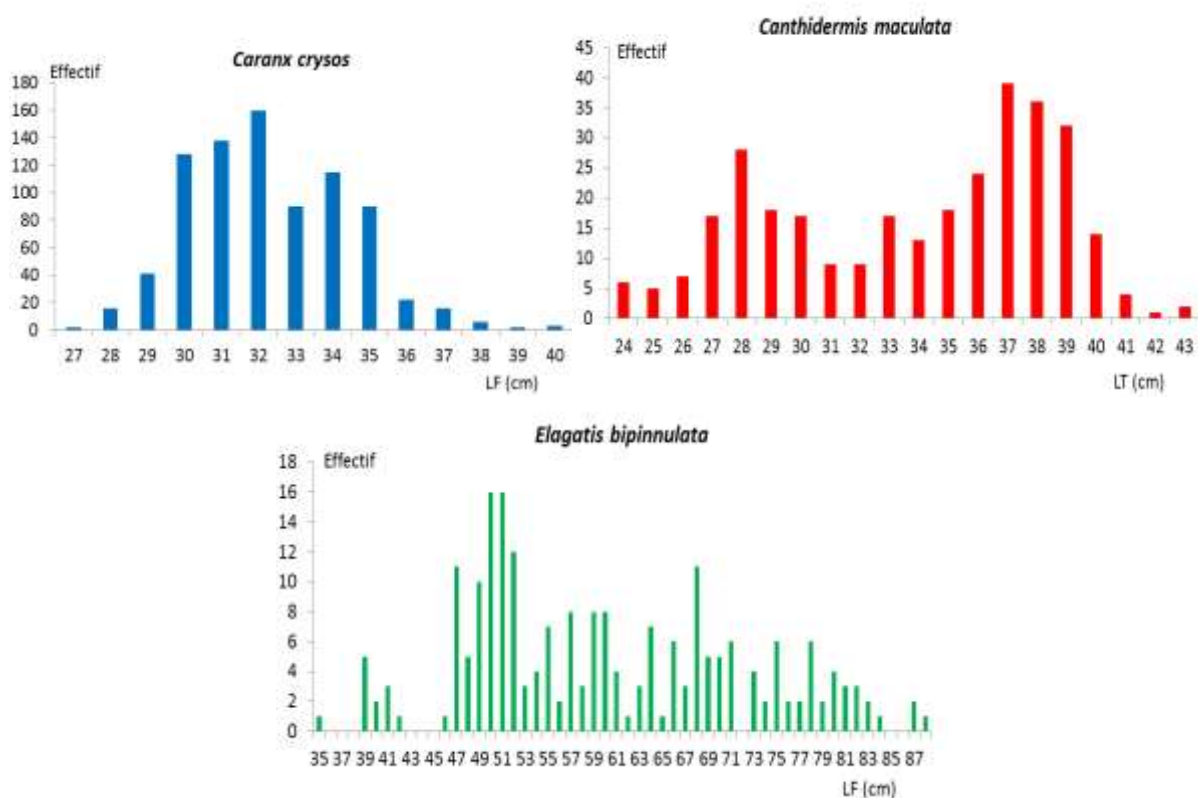 Caranx crysos
Effectif
180
160
140
120
100
80
60
40
20
0
27 28 29 30 31 32 33 34 35 36 37 38 39 40
LF (cm)
Canthidermis maculata
Effectif
45
40
35
30
25
20
15
10
5
0
24 25 26 27 28 29 30 31 32 33 34 35 36 37 38 39 40 41 42 43
LT (cm)
Elagatis bipinnulata
Effectif
18
16
14
12
10
8
6
4
2
0
35 37 39 41 43 45 47 49 51 53 55 57 59 61 63 65 67 69 71 73 75 77 79 81 83 85 87
LF (cm)